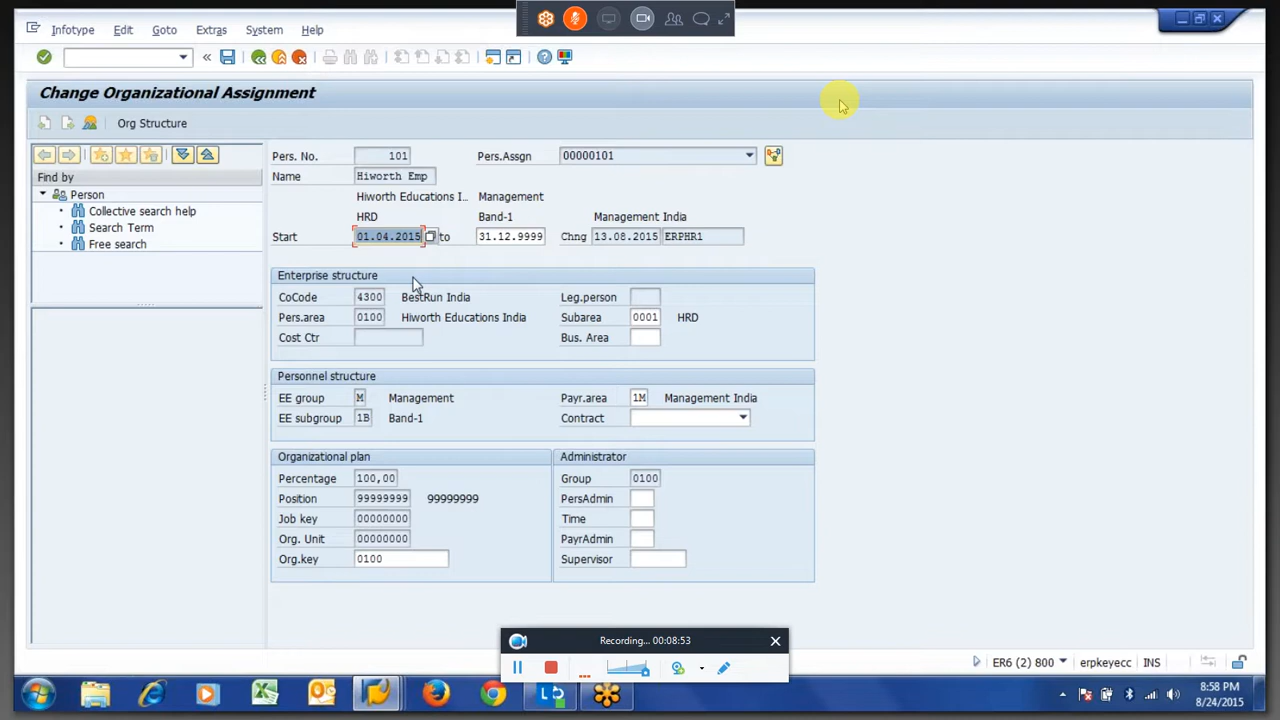 Infotype Edit Goto Extras System Help
Change Organizational Assignment
Org Structure
Find by
Person
Collective search help
Search Term
Free search
Pers. No. 101 Pers.Assgn 00000101
Name Hiworth Emp
Hiworth Educations I... Management
HRD Band-1 Management India
Start 01.04.2015 to 31.12.9999 Chng 13.08.2015 ERPHR1
Enterprise structure
CoCode 4300 BestRun India Leg.person
Pers.area 0100 Hiworth Educations India Subarea 0001 HRD
Cost Ctr Bus. Area
Personnel structure
EE group M Management Payr.area 1M Management India
EE subgroup 1B Band-1 Contract
Organizational plan Administrator
Percentage 100,00 Group 0100
Position 99999999 99999999 PersAdmin
Job key 00000000 Time
Org. Unit 00000000 PayrAdmin
Org.key 0100 Supervisor
Recording... 00:08:53
ER6 (2) 800 erpkeyecc INS
8:58 PM
8/24/2015